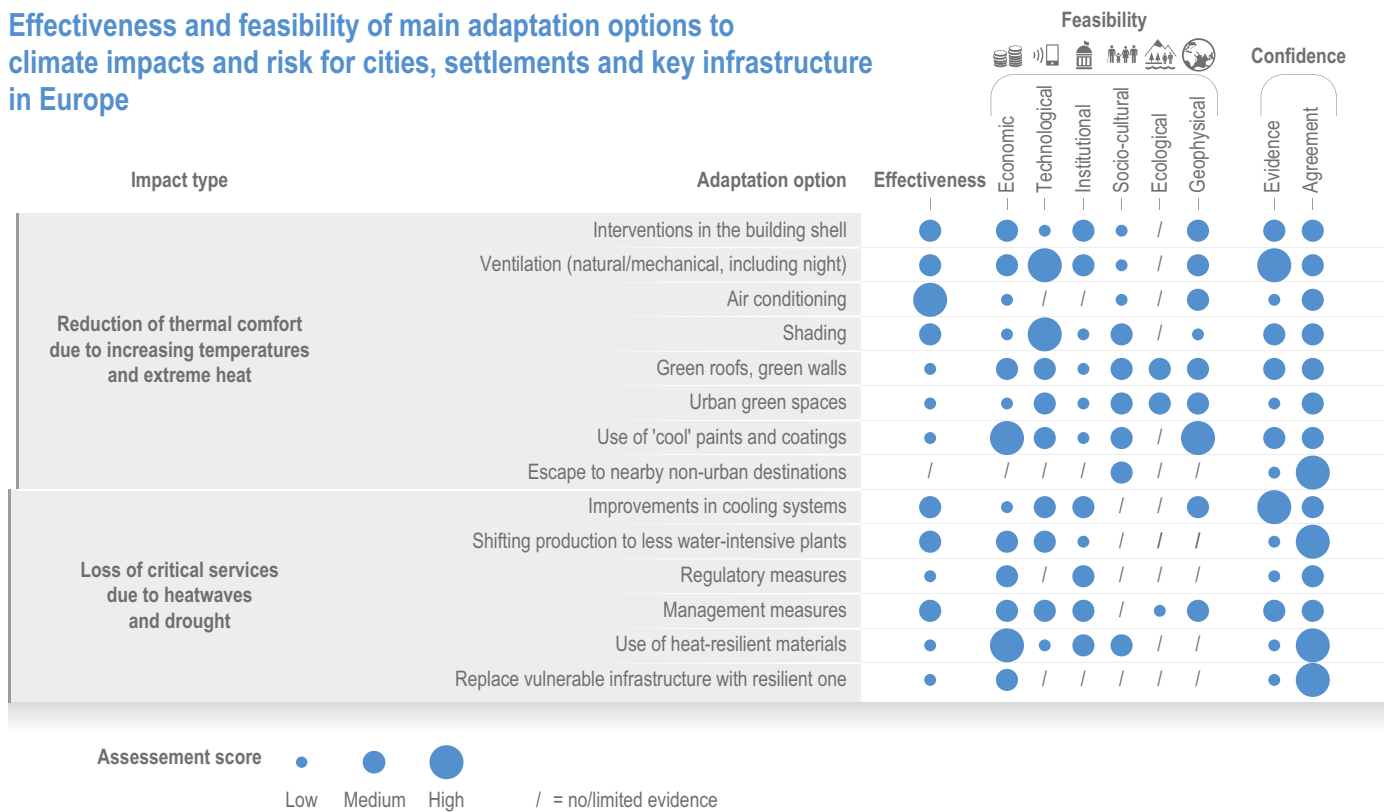 Effectiveness and feasibility of main adaptation options to
climate impacts and risk for cities, settlements and key infrastructure
in Europe
Feasibility
Confidence
Impact type
Adaptation option
Effectiveness
Economic
Technological
Institutional
Socio-cultural
Ecological
Geophysical
Evidence
Agreement
Reduction of thermal comfort
due to increasing temperatures
and extreme heat
Interventions in the building shell /
Ventilation (natural/mechanical, including night) /
Air conditioning / / /
Shading /
Green roofs, green walls
Urban green spaces
Use of 'cool' paints and coatings /
Escape to nearby non-urban destinations / / / / / /
Loss of critical services
due to heatwaves
and drought
Improvements in cooling systems / /
Shifting production to less water-intensive plants / / /
Regulatory measures / / / /
Management measures /
Use of heat-resilient materials / /
Replace vulnerable infrastructure with resilient one / / / / /
Assessement score
Low
Medium
High
/ = no/limited evidence